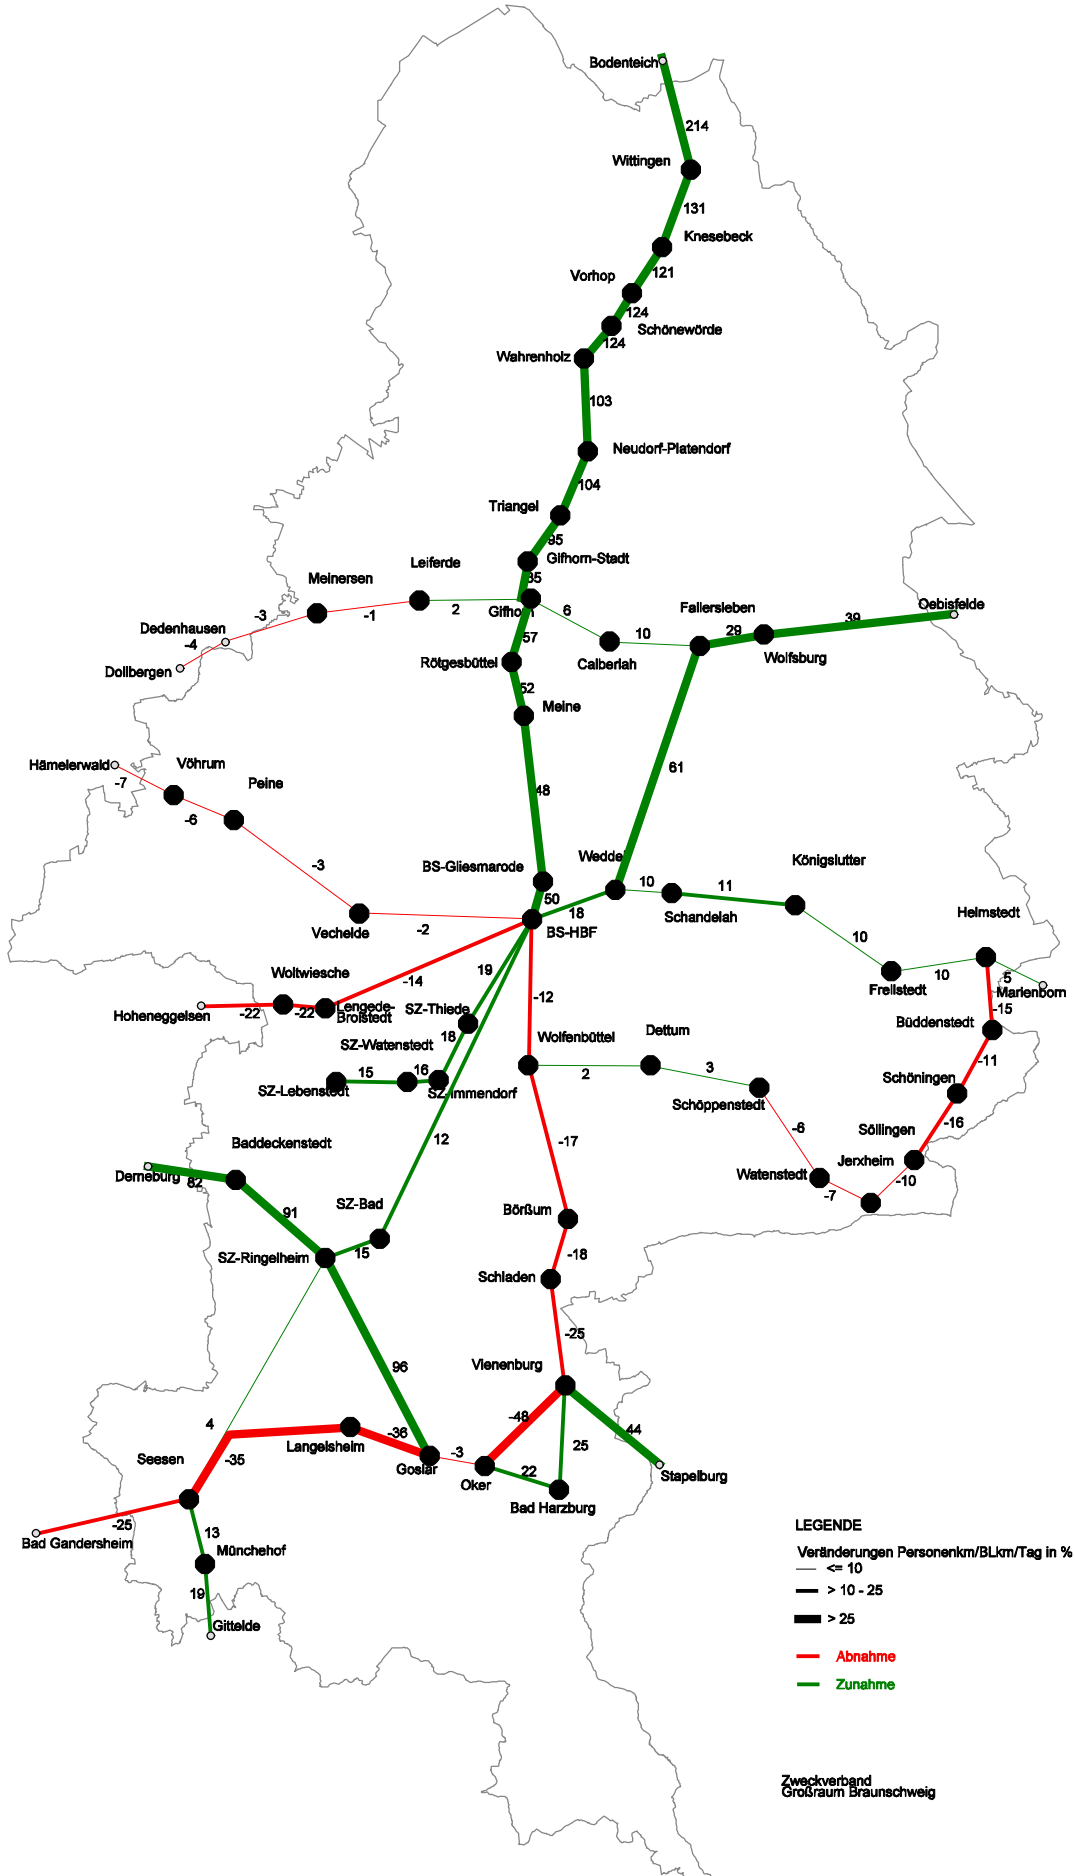 Bodenteich
214
Wittingen
131
Knesebeck
121
Vorhop
124
Schönewörde
124
Wahrenholz
103
Neudorf-Platendorf
104
Triangel
95
Gifhorn-Stadt
85
Leiferde
Meinersen
Gifhorn
2
-1
-3
6
Dedenhausen
-4
Dollbergen
10
Calberlah
Fallersleben
29
Wolfsburg
39
Oebisfelde
57
Rötgesbüttel
52
Meine
48
61
Hämelerwald
-7
Vöhrum
-6
Peine
-3
Vechelde
-2
BS-Gliesmarode
50
BS-HBF
18
Weddel
10
Schandelah
11
Königslutter
10
Frellstedt
10
Helmstedt
5
Marienborn
-15
Büddenstedt
-11
Schöningen
-16
Söllingen
Jerxheim
-10
-7
Watenstedt
-6
Schöppenstedt
3
Dettum
2
Wolfenbüttel
-12
-14
Woltwiesche
Lengede-
Broistedt
-22
-22
Hoheneggelsen
19
SZ-Thiede
18
SZ-Watenstedt
16
15
SZ-Immendorf
SZ-Lebenstedt
12
Baddeckenstedt
Derneburg
82
91
SZ-Bad
15
SZ-Ringelheim
-17
Börßum
-18
Schladen
-25
Vienenburg
96
-48
25
44
Stapelburg
4
-35
Langelsheim
-36
Goslar
-3
Oker
22
Bad Harzburg
Seesen
-25
Bad Gandersheim
13
Münchehof
19
Gittelde
LEGENDE
Veränderungen Personenkm/BLkm/Tag in %
<= 10
> 10 - 25
> 25
Abnahme
Zunahme
Zweckverband
Großraum Braunschweig